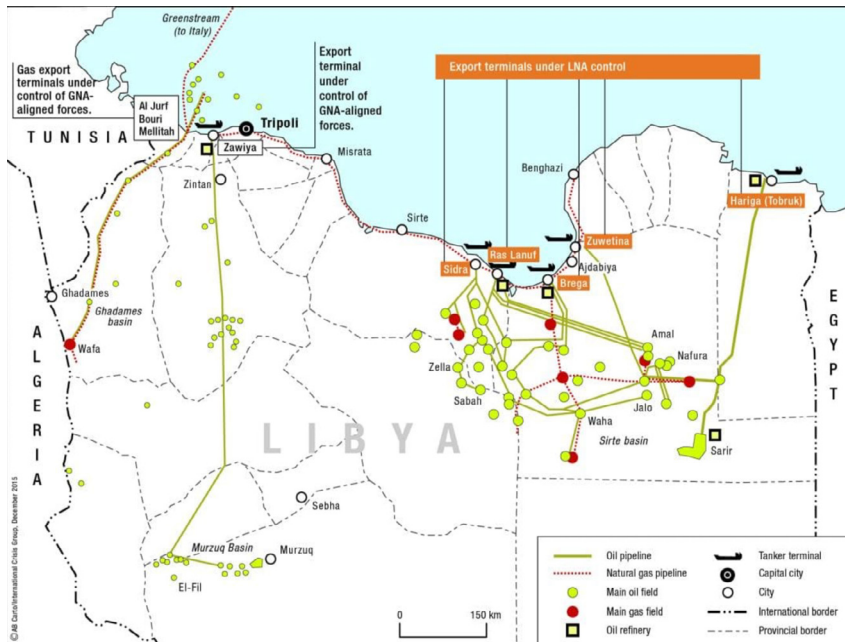 Greenstream
(to Italy)
Gas export
terminals under
control of GNA-
aligned forces.
Export
terminal
under
control of
GNA-aligned
forces.
Export terminals under LNA control
Al Jurf
Bouri
Mellitah
TUNISIA
Tripoli
Zawiya
Misrata
Zintan
Benghazi
Hariga (Tobruk)
Sirte
Sidra
Ras Lanuf
Zuwetina
Ajdabiya
Brega
Ghadames
Ghadames
basin
Wafa
ALGERIA
EGYPT
Amal
Nafura
Zella
Sabah
Jalo
Waha
LIBYA
Sirte basin
Sarir
Sebha
Murzuq Basin
Murzuq
El-Fil
0 150 km
Oil pipeline
Natural gas pipeline
Main oil field
Main gas field
Oil refinery
Tanker terminal
Capital city
City
International border
Provincial border
©AB Carto/International Crisis Group, December 2015